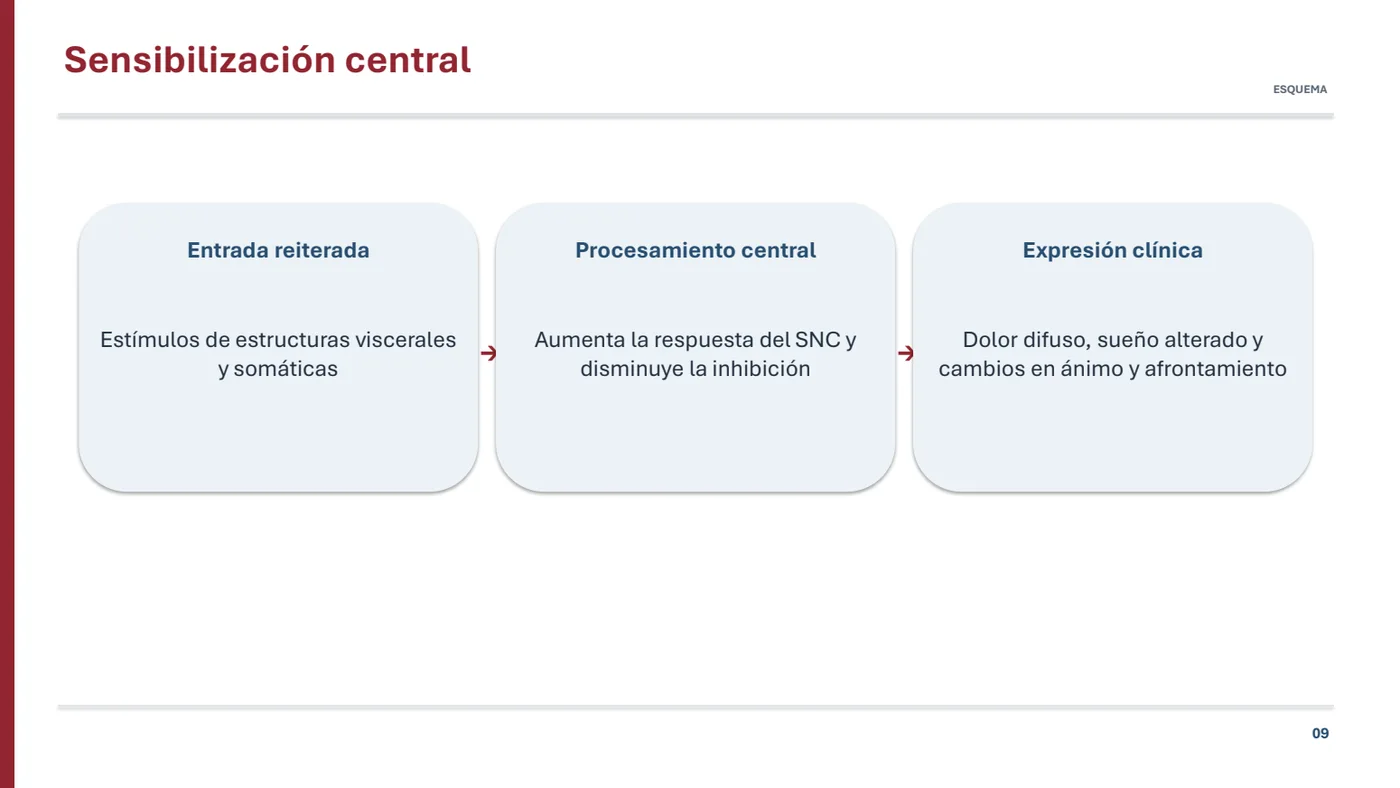 Sensibilización central
ESQUEMA
Entrada reiterada
Estímulos de estructuras viscerales
y somáticas
→
Procesamiento central
Aumenta la respuesta del SNC y
disminuye la inhibición
→
Expresión clínica
Dolor difuso, sueño alterado y
cambios en ánimo y afrontamiento
09